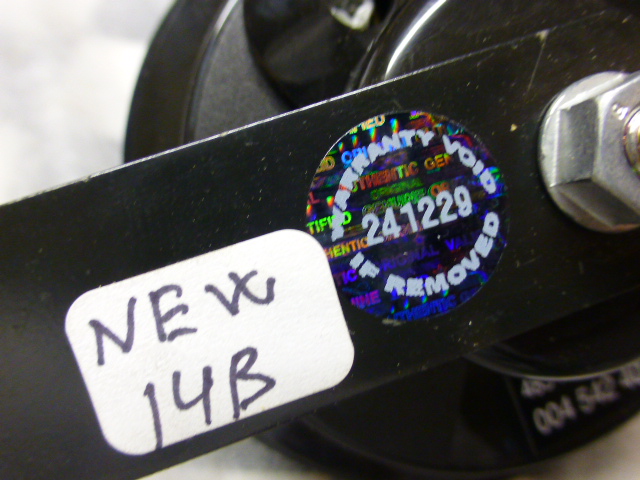 WARRANTY VOID
241229
IF REMOVED
NEW
14B
004 542